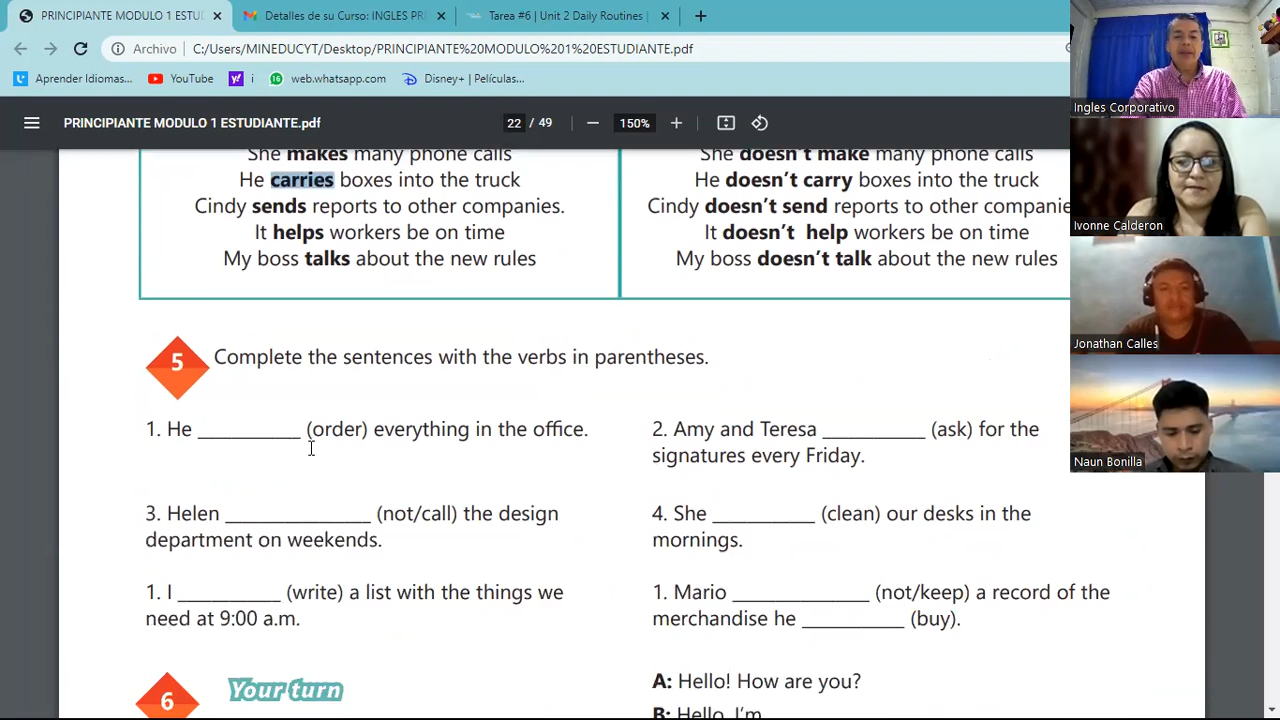 PRINCIPIANTE MODULO 1 ESTUD
Detalles de su Curso: INGLES PRI
Tarea #6 | Unit 2 Daily Routines |
Archivo
C:/Users/MINEDUCYT/Desktop/PRINCIPIANTE%20MODULO%201%20ESTUDIANTE.pdf
Aprender Idiomas...
YouTube
i
web.whatsapp.com
Disney+ | Películas...
PRINCIPIANTE MODULO 1 ESTUDIANTE.pdf
22 / 49
150%
She makes many phone calls
He carries boxes into the truck
Cindy sends reports to other companies.
It helps workers be on time
My boss talks about the new rules
She doesn't make many phone calls
He doesn't carry boxes into the truck
Cindy doesn't send reports to other companie
It doesn't help workers be on time
My boss doesn't talk about the new rules
5
Complete the sentences with the verbs in parentheses.
1. He __________ (order) everything in the office.
2. Amy and Teresa __________ (ask) for the
signatures every Friday.
3. Helen ______________ (not/call) the design
department on weekends.
4. She __________ (clean) our desks in the
mornings.
1. I __________ (write) a list with the things we
need at 9:00 a.m.
1. Mario _____________ (not/keep) a record of the
merchandise he __________ (buy).
6
Your turn
A: Hello! How are you?
B: Hello, I'm
Ingles Corporativo
Ivonne Calderon
Jonathan Calles
Naun Bonilla